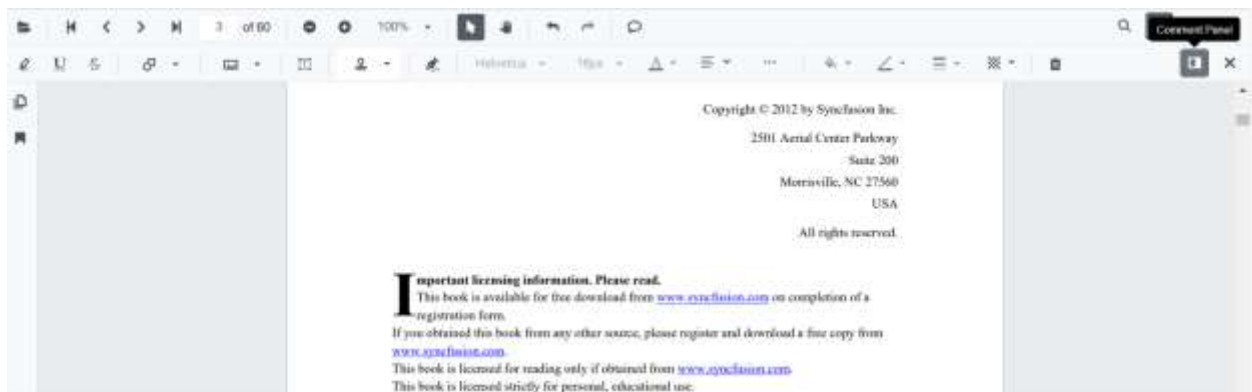 3 of 80 100%
Comment Panel
Helvetica 16px
Copyright © 2012 by Syncfusion Inc.
2501 Aerial Center Parkway
Suite 200
Morrisville, NC 27560
USA
All rights reserved.
Important licensing information. Please read.
This book is available for free download from www.syncfusion.com on completion of a
registration form.
If you obtained this book from any other source, please register and download a free copy from
www.syncfusion.com.
This book is licensed for reading only if obtained from www.syncfusion.com.
This book is licensed strictly for personal, educational use.